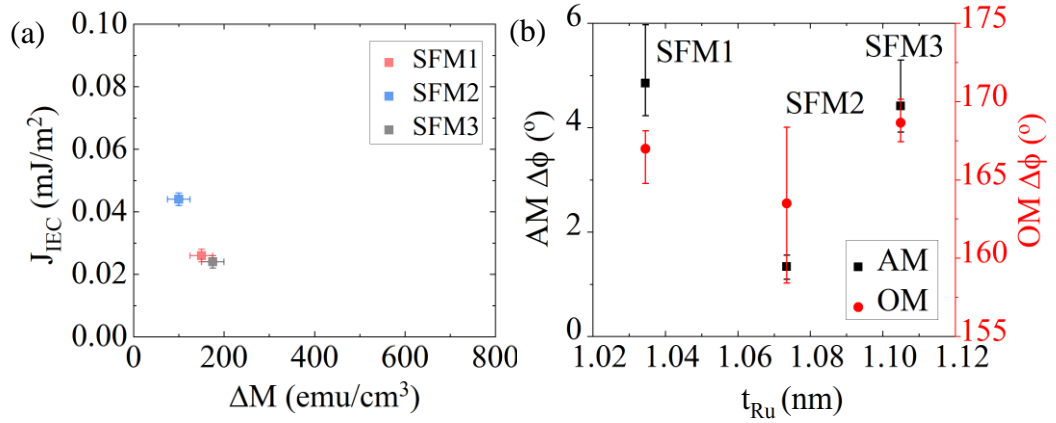 (a)
0.10
0.08
0.06
0.04
0.02
0.00
J_IEC (mJ/m²)
SFM1
SFM2
SFM3
0 200 400 600 800
ΔM (emu/cm³)
(b)
6
4
2
0
AM Δϕ (°)
SFM1
SFM2
SFM3
AM
OM
175
170
165
160
155
OM Δϕ (°)
1.02 1.04 1.06 1.08 1.10 1.12
t_Ru (nm)